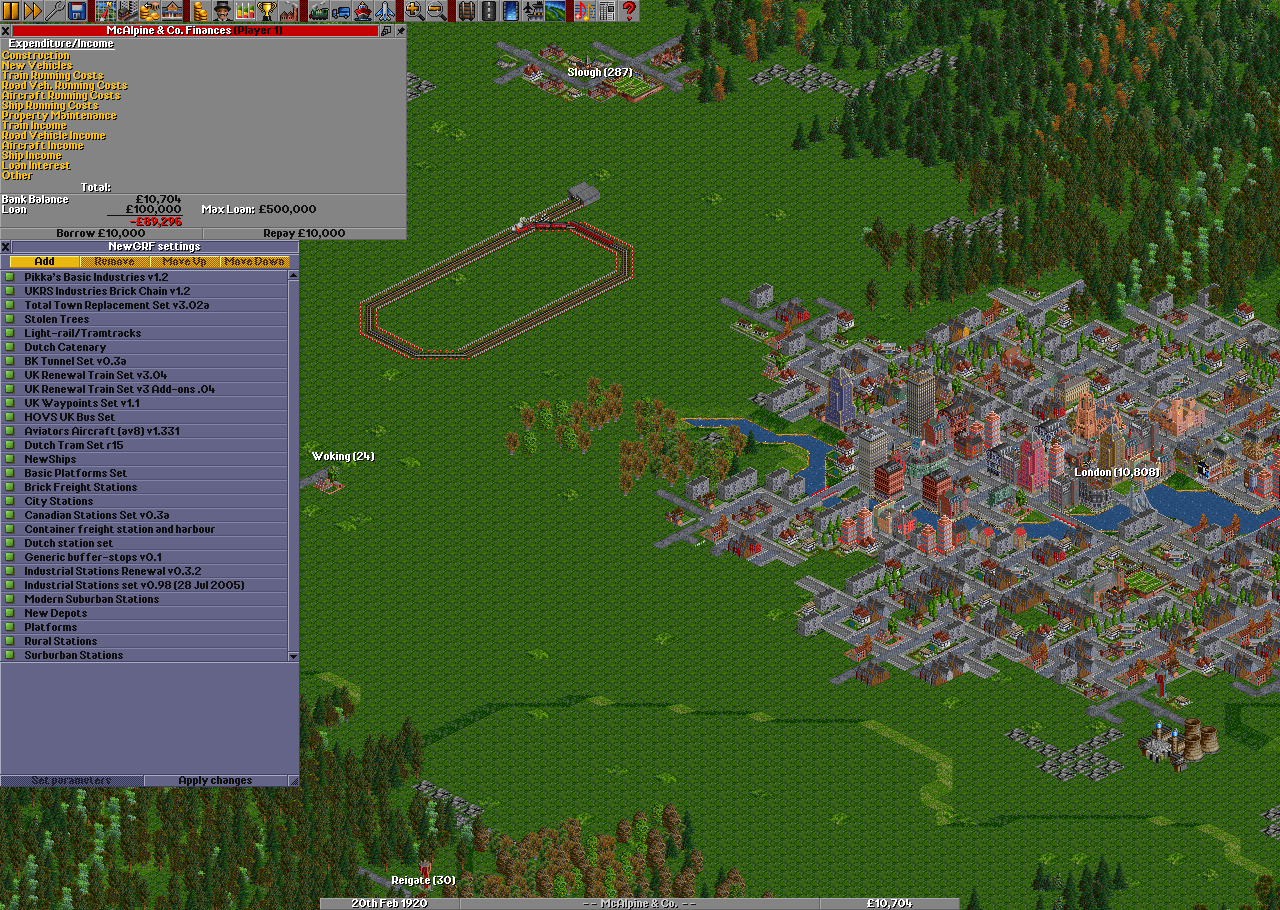 McAlpine & Co. Finances (Player 1)
Expenditure/Income
Construction
New Vehicles
Train Running Costs
Road Veh. Running Costs
Aircraft Running Costs
Ship Running Costs
Property Maintenance
Train Income
Road Vehicle Income
Aircraft Income
Ship Income
Loan Interest
Other
Total:
Bank Balance £10,704
Loan £100,000 Max Loan: £500,000
-£89,296
Borrow £10,000 Repay £10,000
NewGRF settings
Add Remove Move Up Move Down
Pikka's Basic Industries v1.2
UKRS Industries Brick Chain v1.2
Total Town Replacement Set v3.02a
Stolen Trees
Light-rail/Tramtracks
Dutch Catenary
BK Tunnel Set v0.3a
UK Renewal Train Set v3.04
UK Renewal Train Set v3 Add-ons .04
UK Waypoints Set v1.1
HOVS UK Bus Set
Aviators Aircraft (av8) v1.331
Dutch Tram Set r15
NewShips
Basic Platforms Set
Brick Freight Stations
City Stations
Canadian Stations Set v0.3a
Container freight station and harbour
Dutch station set
Generic buffer-stops v0.1
Industrial Stations Renewal v0.3.2
Industrial Stations set v0.98 (28 Jul 2005)
Modern Suburban Stations
New Depots
Platforms
Rural Stations
Surburban Stations
Set parameters Apply changes
Slough (287)
Woking (24)
London (10,808)
Reigate (30)
20th Feb 1920 -- McAlpine & Co. -- £10,704